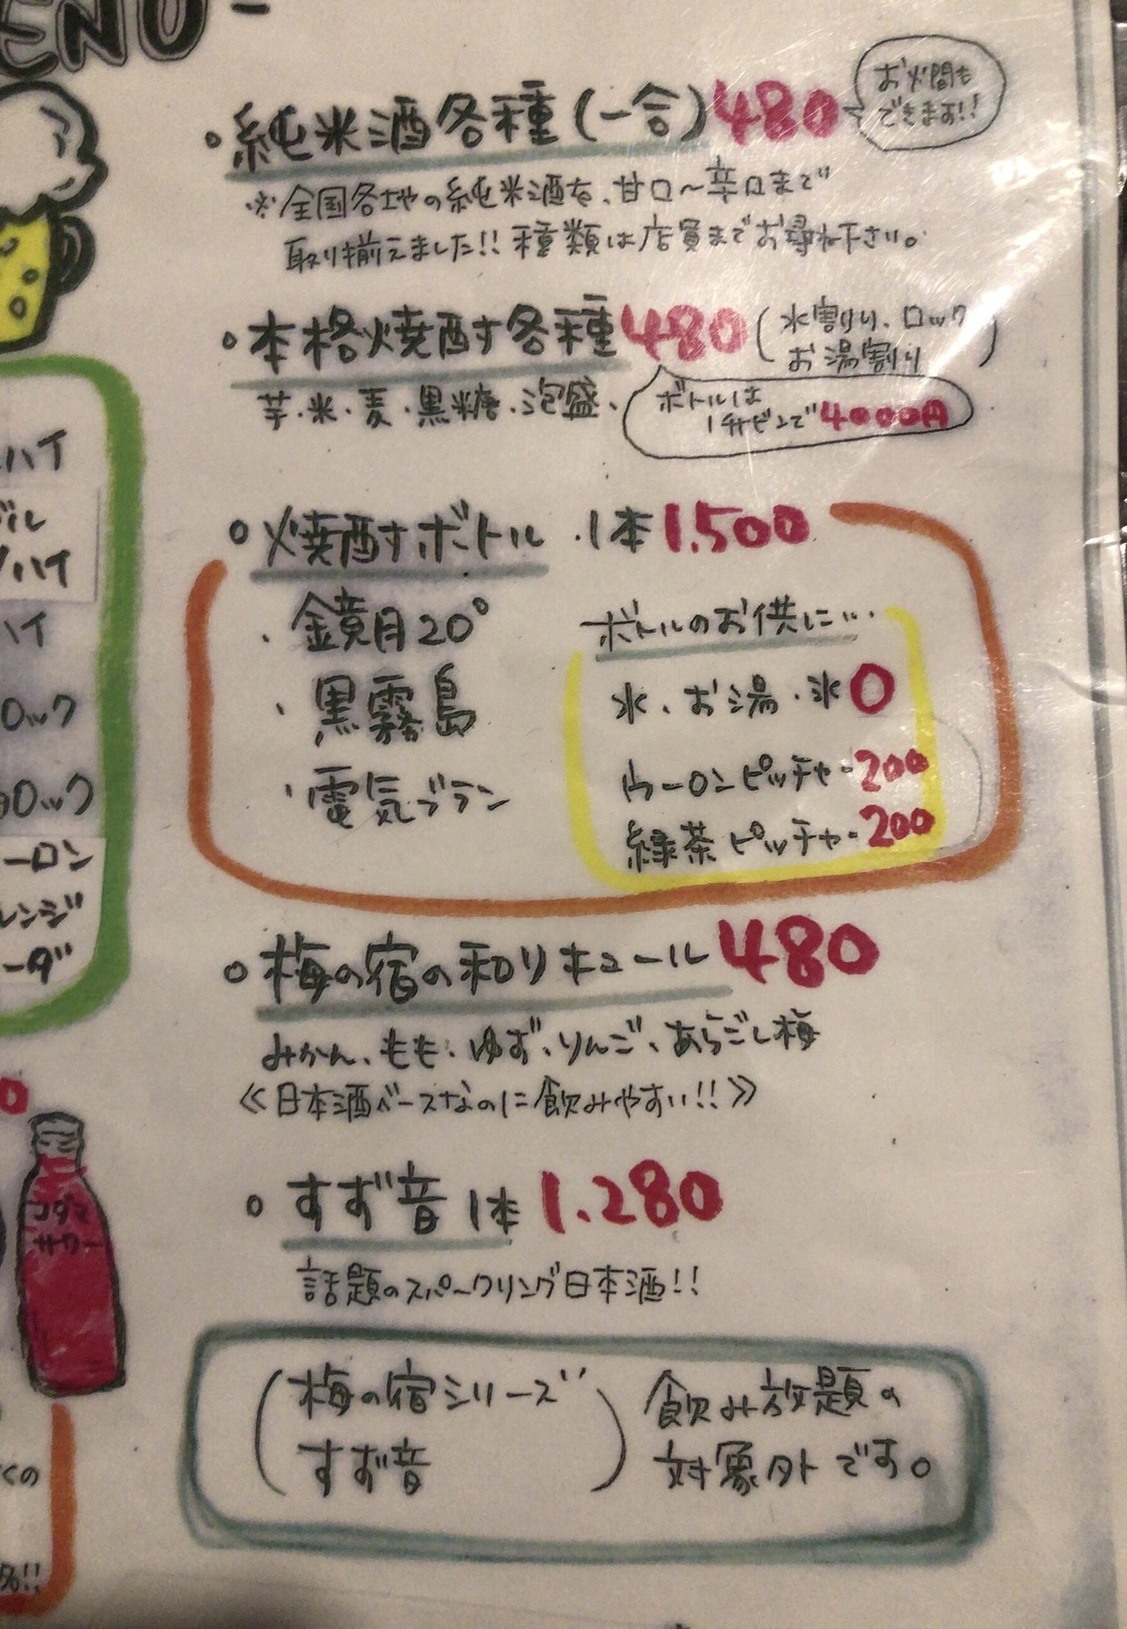 ENU -
純米酒各種(一合)480
お火間も
できます!!
※全国各地の純米酒を、甘口〜辛口まで
取り揃えました!!種類は店員までお尋ね下さい。
本格焼酎各種480(水割り、ロック
お湯割り)
芋・米・麦・黒糖・泡盛、
ボトルは
1升ビンで4000円
焼酎ボトル 1本1.500
・金鏡月20°
・黒霧島
・電気ブラン
ボトルのお供に…
水、お湯・氷0
ウーロンピッチャー200
緑茶ピッチャー200
梅の宿の和リキュール480
みかん、もも、ゆず、りんご、あらごし梅
《日本酒ベースなのに飲みやすい!!》
すず音1本1.280
話題のスパークリング日本酒!!
(梅の宿シリーズ
すず音)
飲み放題の
対象外です。
ハイ
ハイ
ハイ
ロック
ロック
ーロン
レンジ
ーダ
0
コダマ
サワー
くの
%!!